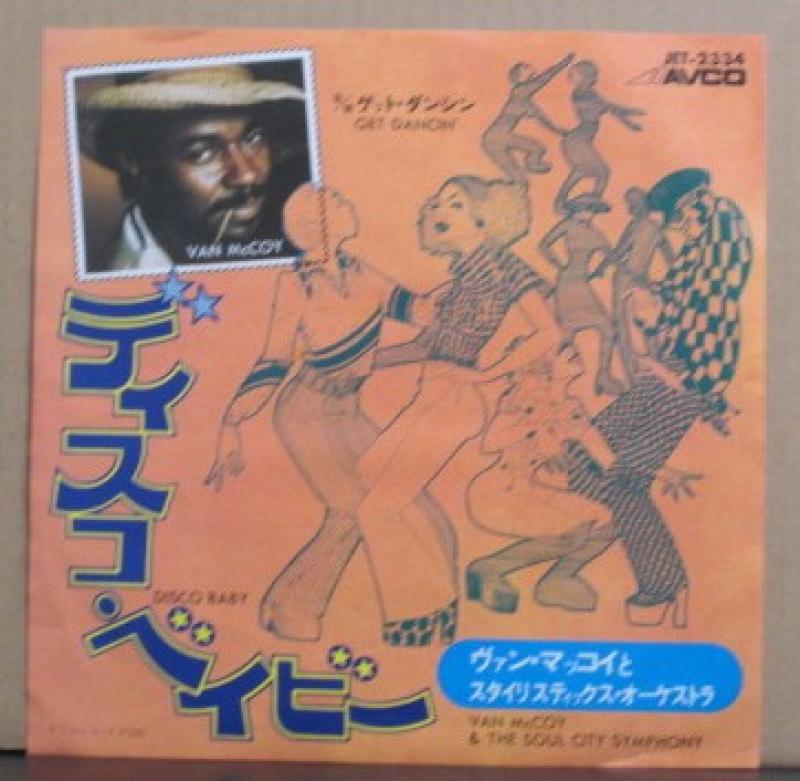 JET-2334
AVCO
ゲット・ダンシン
GET DANCIN'
VAN McCOY
ディスコ・ベイビー
DISCO BABY
ヴァン・マッコイと
スタイリスティックス・オーケストラ
VAN McCOY
& THE SOUL CITY SYMPHONY